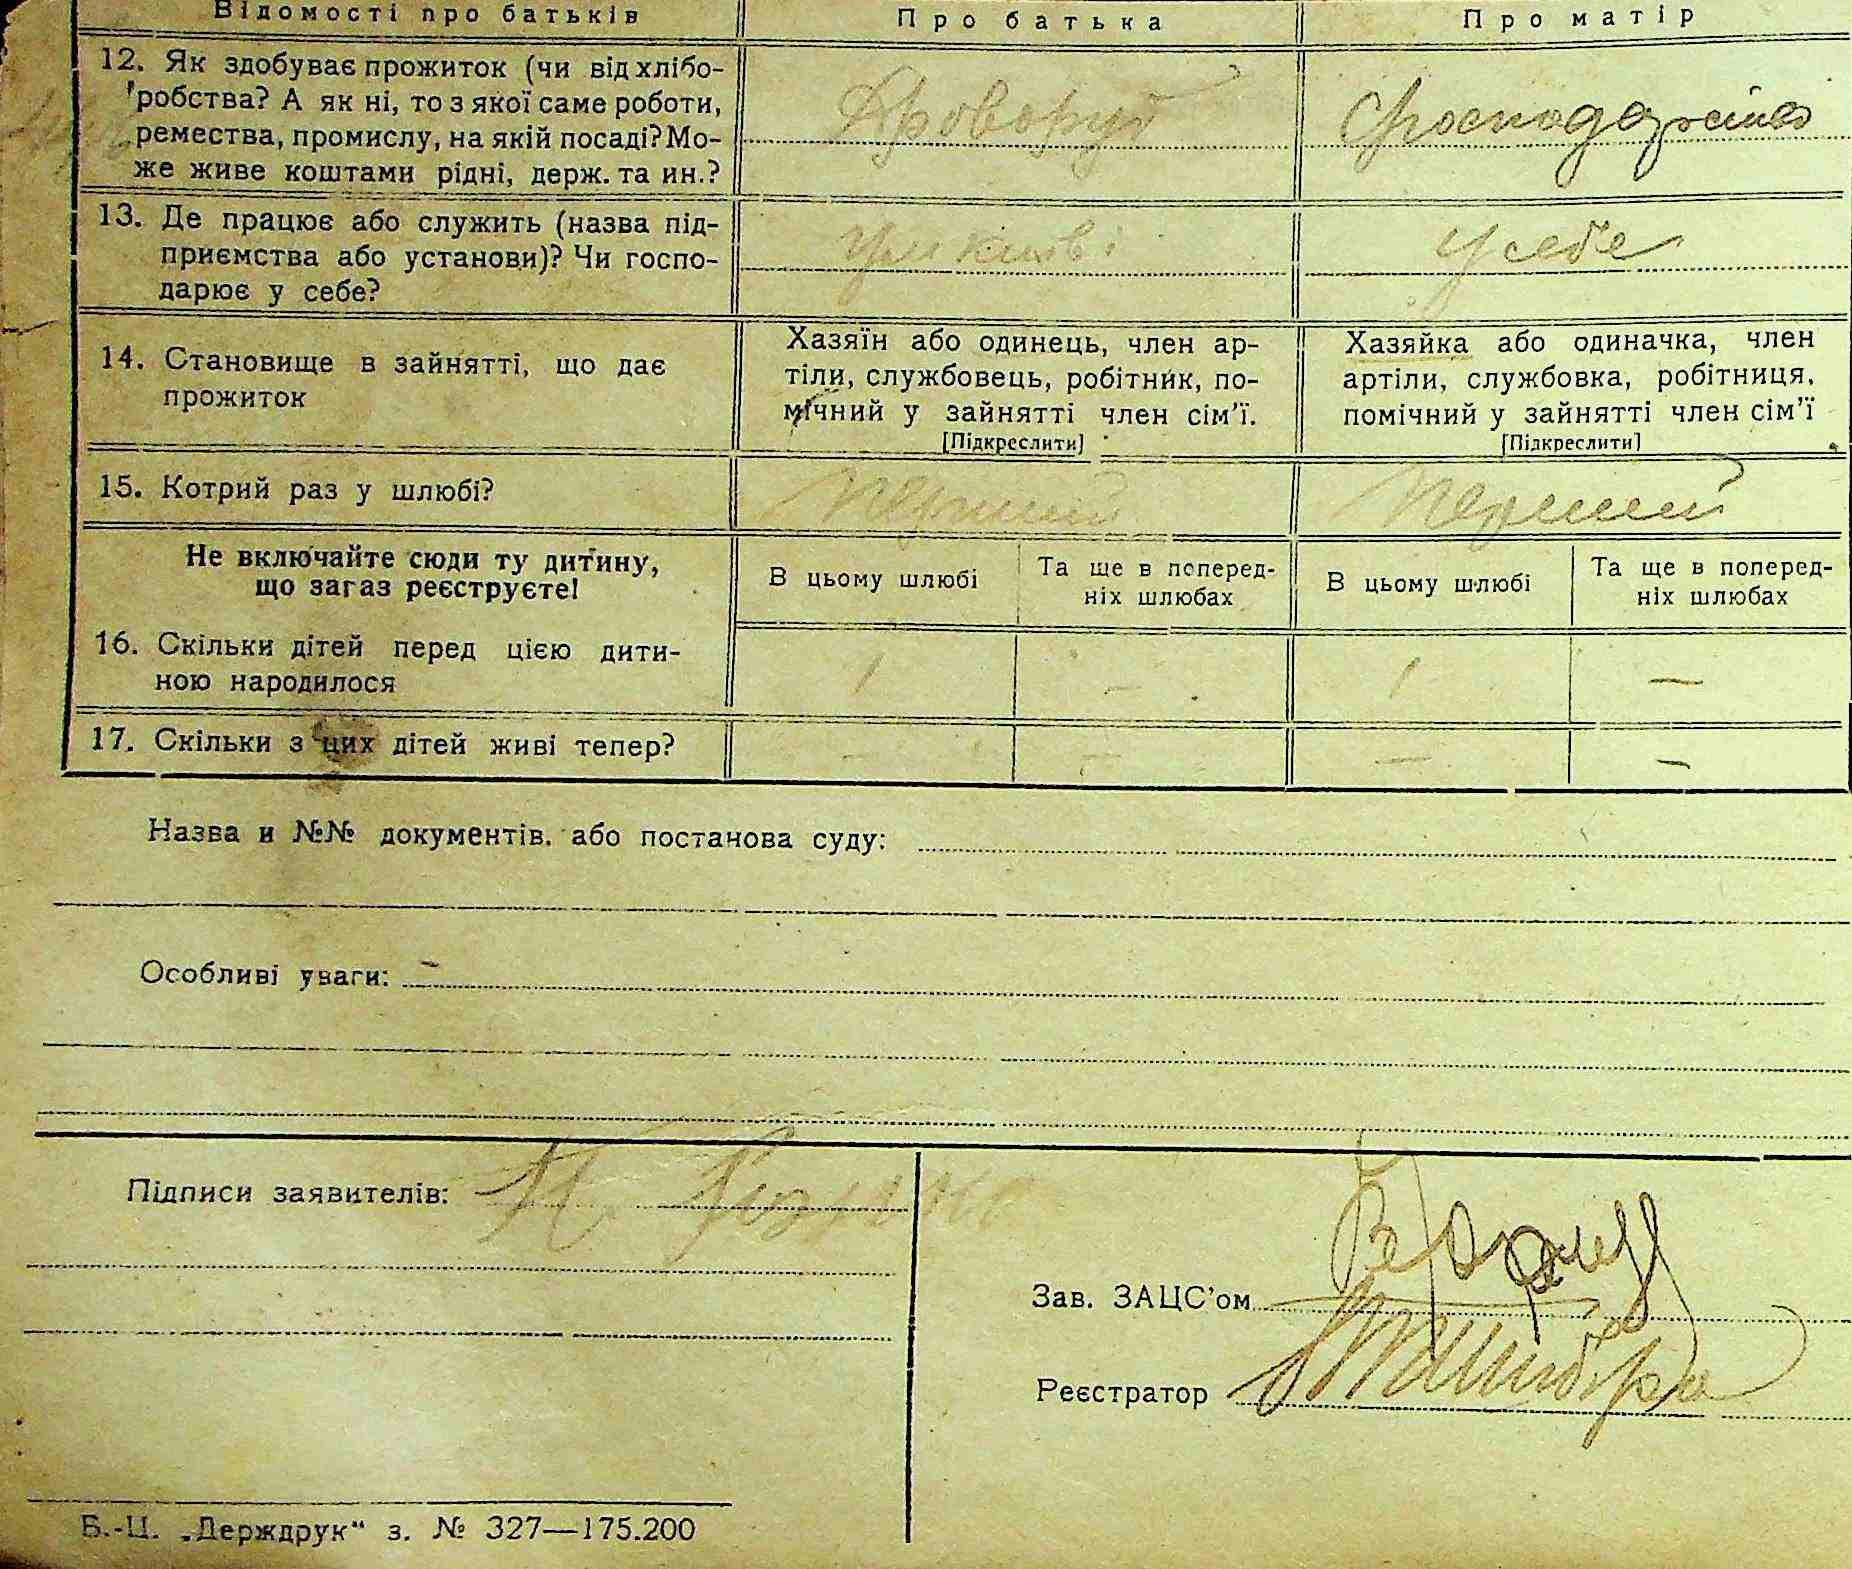 Відомості про батьків Про батька Про матір
12. Як здобуває прожиток (чи від хлібо-
робства? А як ні, то з якої саме роботи,
ремества, промислу, на якій посаді? Мо-
же живе коштами рідні, держ. та ин.?
Дроворуб
13. Де працює або служить (назва під-
приємства або установи)? Чи госпо-
дарює у себе?
у себе
14. Становище в зайнятті, що дає
прожиток
Хазяїн або одинець, член ар-
тіли, службовець, робітник, по-
мічний у зайнятті член сім'ї.
[Підкреслити]
Хазяйка або одиначка, член
артіли, службовка, робітниця,
помічний у зайнятті член сім'ї
[Підкреслити]
15. Котрий раз у шлюбі? перший перший
Не включайте сюди ту дитину,
що загаз реєструєте!
В цьому шлюбі
Та ще в поперед-
ніх шлюбах
В цьому шлюбі
Та ще в поперед-
ніх шлюбах
16. Скільки дітей перед цією дити-
ною народилося
1 — 1 —
17. Скільки з цих дітей живі тепер? — — — —
Назва и №№ документів. або постанова суду:
Особливі уваги: —
Підписи заявителів:
Зав. ЗАЦС'ом
Реєстратор
Б.-Ц. „Держдрук“ з. № 327—175.200